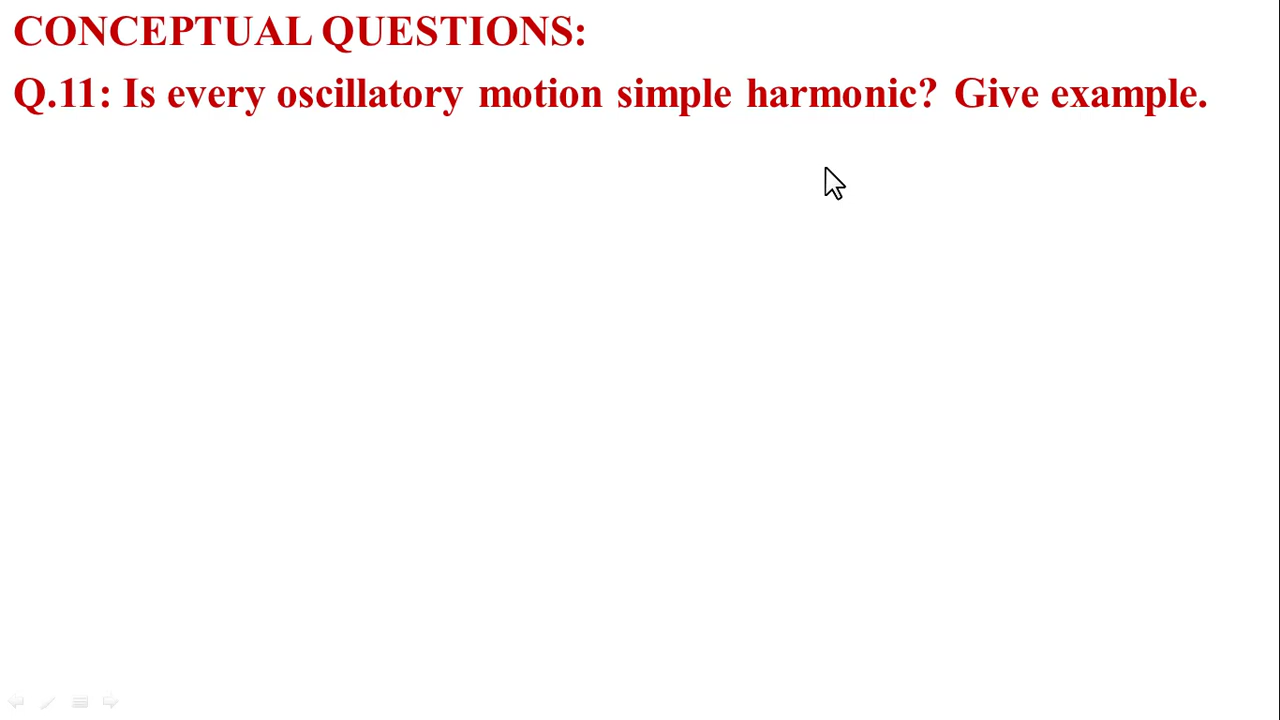 CONCEPTUAL QUESTIONS:
Q.11: Is every oscillatory motion simple harmonic? Give example.